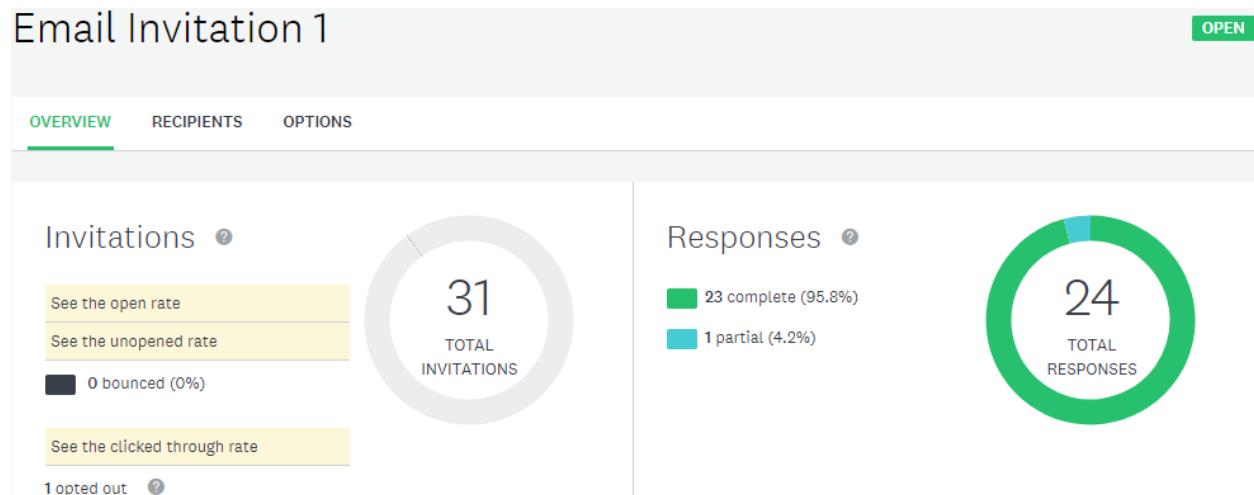 Email Invitation 1
OPEN
OVERVIEW RECIPIENTS OPTIONS
Invitations ?
See the open rate
See the unopened rate
0 bounced (0%)
See the clicked through rate
1 opted out ?
31
TOTAL
INVITATIONS
Responses ?
23 complete (95.8%)
1 partial (4.2%)
24
TOTAL
RESPONSES